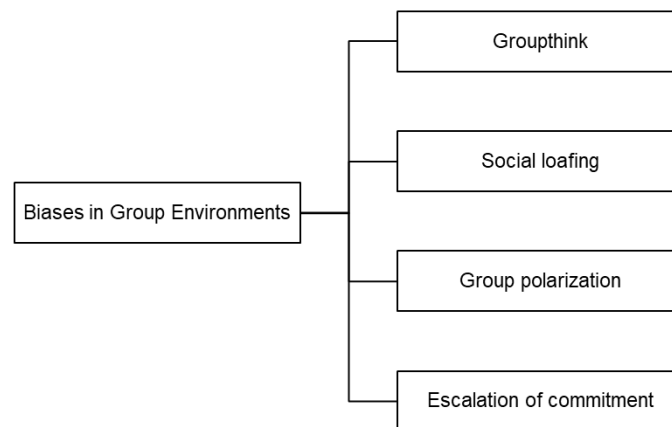 Groupthink
Social loafing
Biases in Group Environments
Group polarization
Escalation of commitment